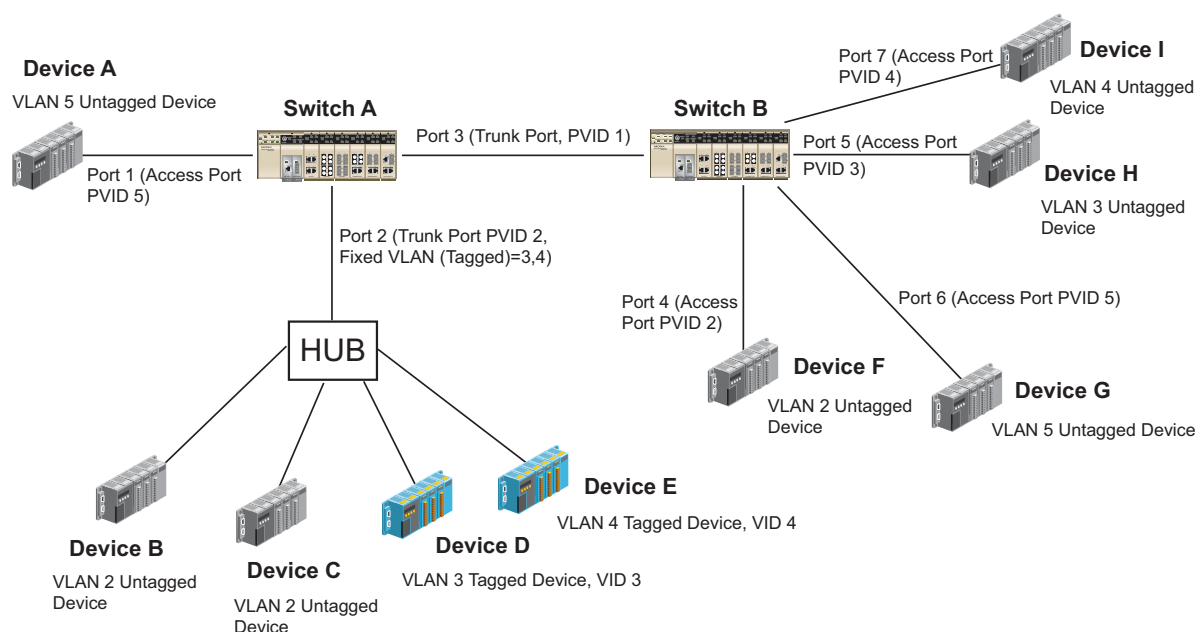 Device A
VLAN 5 Untagged Device
Switch A
Port 1 (Access Port
PVID 5)
Port 3 (Trunk Port, PVID 1)
Switch B
Port 7 (Access Port
PVID 4)
Device I
VLAN 4 Untagged
Device
Port 5 (Access Port
PVID 3)
Device H
VLAN 3 Untagged
Device
Port 2 (Trunk Port PVID 2,
Fixed VLAN (Tagged)=3,4)
Port 4 (Access
Port PVID 2)
Port 6 (Access Port PVID 5)
HUB
Device F
VLAN 2 Untagged
Device
Device G
VLAN 5 Untagged Device
Device E
VLAN 4 Tagged Device, VID 4
Device B
VLAN 2 Untagged
Device
Device C
VLAN 2 Untagged
Device
Device D
VLAN 3 Tagged Device, VID 3